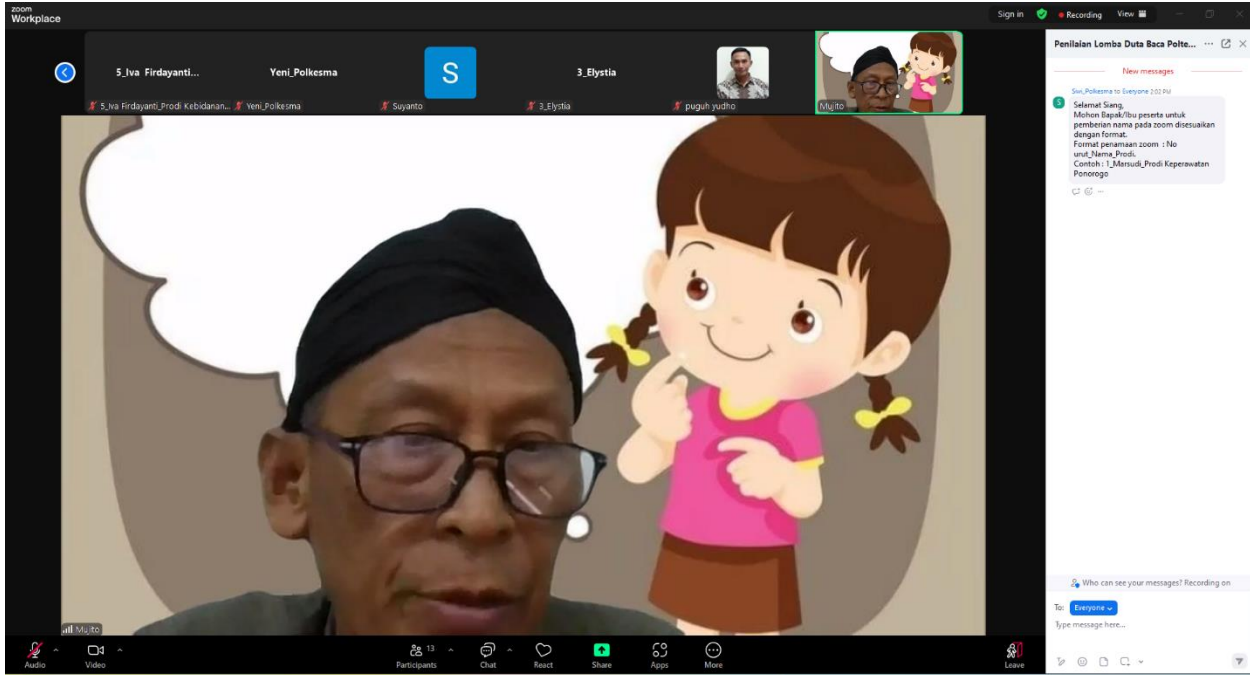 zoom
Workplace
Sign in
Recording
View
5_Iva Firdayanti...
Yeni_Polkesma
S
3_Elystia
5_Iva Firdayanti_Prodi Kebidanan...
Yeni_Polkesma
Suyanto
3_Elystia
puguh yudho
Mujito
Mujito
Penilaian Lomba Duta Baca Polte...
New messages
Siwi_Polkesma to Everyone 2:02 PM
S
Selamat Siang,
Mohon Bapak/Ibu peserta untuk
pemberian nama pada zoom disesuaikan
dengan format.
Format penamaan zoom : No
urut_Nama_Prodi.
Contoh : 1_Marsudi_Prodi Keperawatan
Ponorogo
Who can see your messages? Recording on
To: Everyone
Type message here...
Audio
Video
13
Participants
Chat
React
Share
Apps
More
Leave